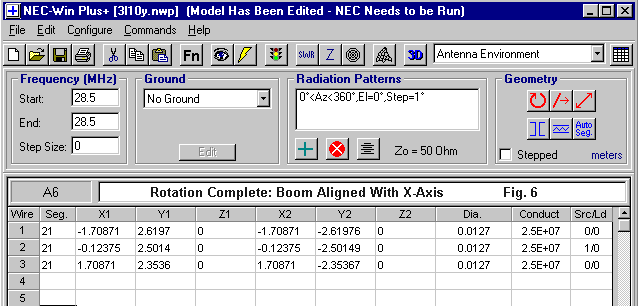 NEC-Win Plus+ [3l10y.nwp] (Model Has Been Edited - NEC Needs to be Run)
File Edit Configure Commands Help
Fn SWR Z 3D Antenna Environment
Frequency (MHz) Ground Radiation Patterns Geometry
Start: 28.5 No Ground 0°<Az<360°,El=0°,Step=1°
End: 28.5
Step Size: 0 Edit Zo = 50 Ohm Auto Seg.
Stepped meters
A6 Rotation Complete: Boom Aligned With X-Axis Fig. 6
Wire Seg. X1 Y1 Z1 X2 Y2 Z2 Dia. Conduct Src/Ld
1 21 -1.70871 2.6197 0 -1.70871 -2.61976 0 0.0127 2.5E+07 0/0
2 21 -0.12375 2.5014 0 -0.12375 -2.50149 0 0.0127 2.5E+07 1/0
3 21 1.70871 2.3536 0 1.70871 -2.35367 0 0.0127 2.5E+07 0/0
4
5